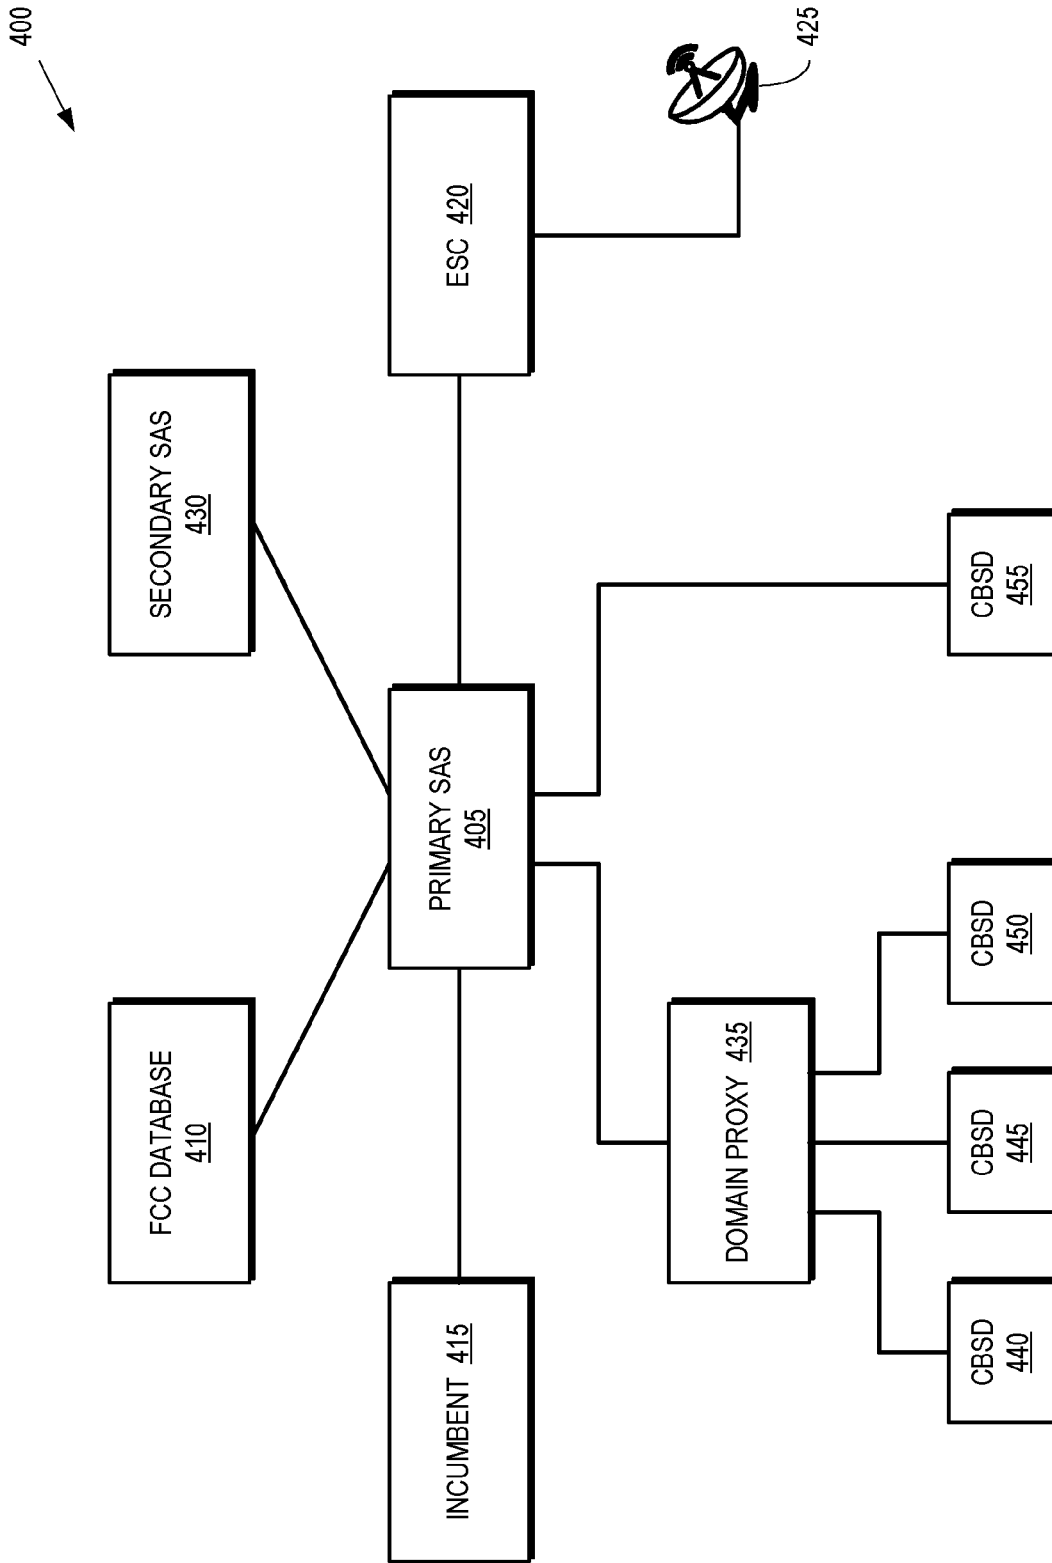 400
FCC DATABASE
410
SECONDARY SAS
430
INCUMBENT 415
PRIMARY SAS
405
ESC 420
425
DOMAIN PROXY 435
CBSD
440
CBSD
445
CBSD
450
CBSD
455